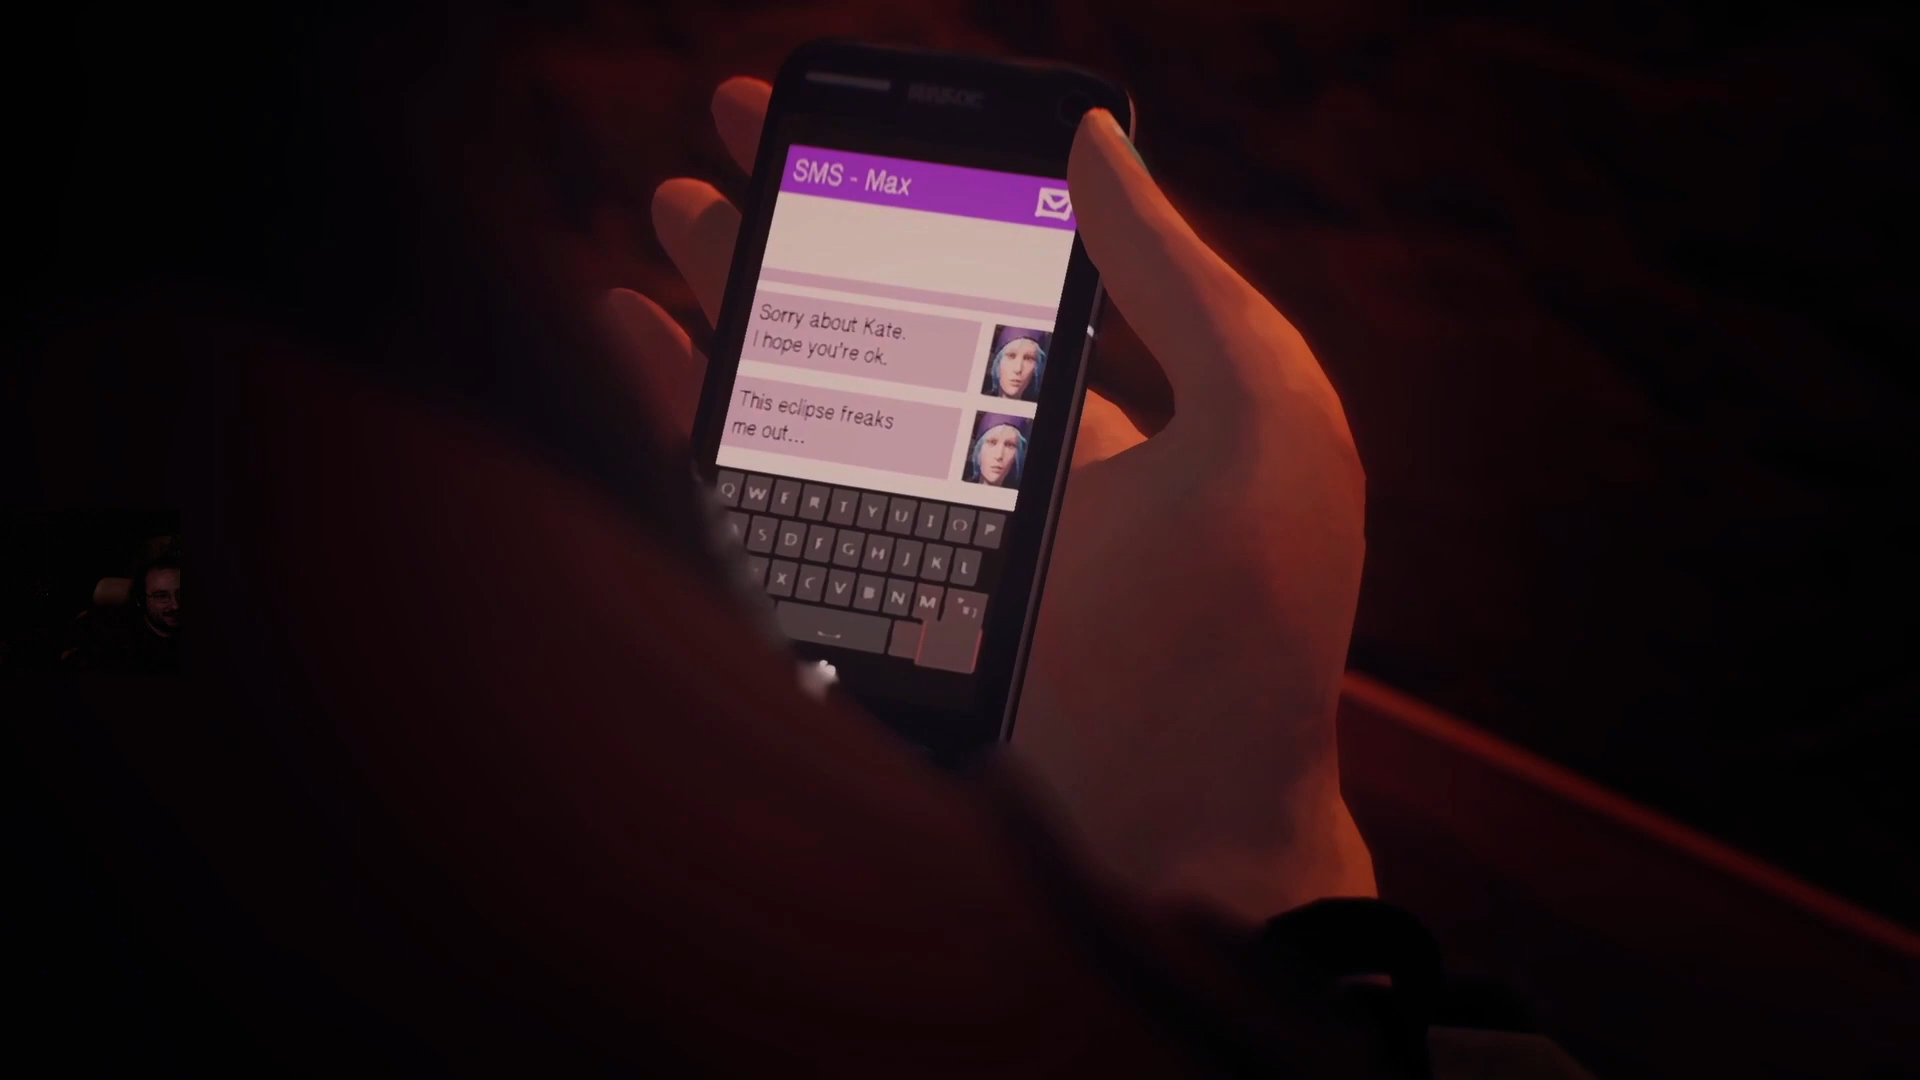 SMS - Max
Sorry about Kate.
I hope you're ok.
This eclipse freaks
me out...
Q W E R T Y U I O P
S D F G H J K L
X C V B N M